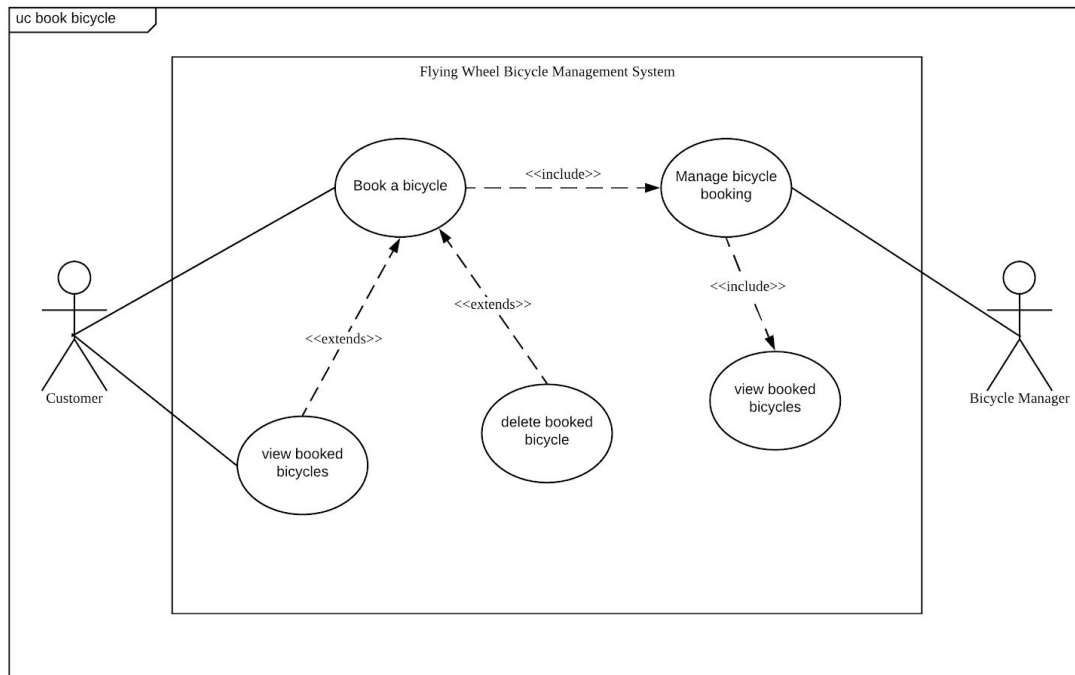 uc book bicycle
Flying Wheel Bicycle Management System
<<include>>
Book a bicycle
Manage bicycle
booking
<<include>>
<<extends>>
<<extends>>
Customer
Bicycle Manager
view booked
bicycles
delete booked
bicycle
view booked
bicycles